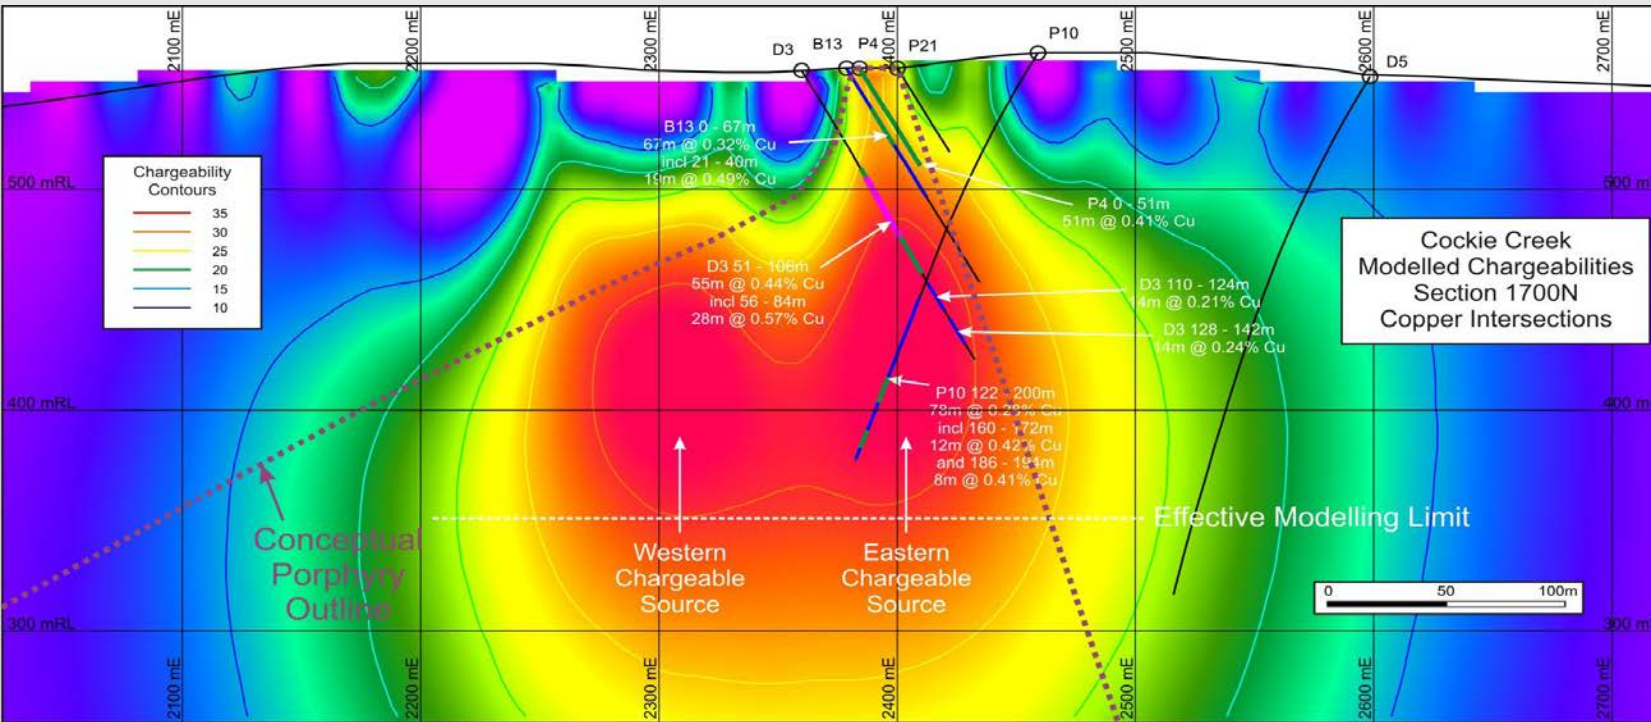 2100 mE
2200 mE
2300 mE
2400 mE
2500 mE
2600 mE
2700 mE
D3
B13
P4
P21
P10
D5
Chargeability
Contours
35
30
25
20
15
10
B13 0 - 67m
67m @ 0.32% Cu
incl 21 - 40m
19m @ 0.49% Cu
500 mRL
500 m
P4 0 - 51m
51m @ 0.41% Cu
Cockie Creek
Modelled Chargeabilities
Section 1700N
Copper Intersections
D3 51 - 106m
55m @ 0.44% Cu
incl 56 - 84m
28m @ 0.57% Cu
D3 110 - 124m
14m @ 0.21% Cu
D3 128 - 142m
14m @ 0.24% Cu
400 mRL
400 m
P10 122 - 200m
78m @ 0.29% Cu
incl 160 - 172m
12m @ 0.42% Cu
and 186 - 194m
8m @ 0.41% Cu
Effective Modelling Limit
Conceptual
Porphyry
Outline
Western
Chargeable
Source
Eastern
Chargeable
Source
0 50 100m
300 mRL
300 m
2100 mE
2200 mE
2300 mE
2400 mE
2500 mE
2600 mE
2700 mE